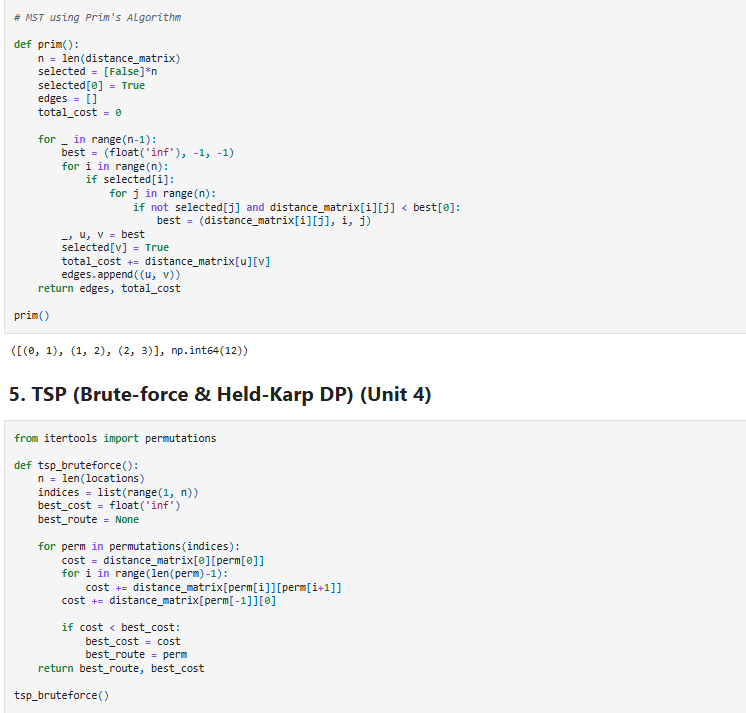 # MST using Prim's Algorithm
def prim():
    n = len(distance_matrix)
    selected = [False]*n
    selected[0] = True
    edges = []
    total_cost = 0
    for _ in range(n-1):
        best = (float('inf'), -1, -1)
        for i in range(n):
            if selected[i]:
                for j in range(n):
                    if not selected[j] and distance_matrix[i][j] < best[0]:
                        best = (distance_matrix[i][j], i, j)
        _, u, v = best
        selected[v] = True
        total_cost += distance_matrix[u][v]
        edges.append((u, v))
    return edges, total_cost
prim()
([(0, 1), (1, 2), (2, 3)], np.int64(12))
5. TSP (Brute-force & Held-Karp DP) (Unit 4)
from itertools import permutations
def tsp_bruteforce():
    n = len(locations)
    indices = list(range(1, n))
    best_cost = float('inf')
    best_route = None
    for perm in permutations(indices):
        cost = distance_matrix[0][perm[0]]
        for i in range(len(perm)-1):
            cost += distance_matrix[perm[i]][perm[i+1]]
        cost += distance_matrix[perm[-1]][0]
        if cost < best_cost:
            best_cost = cost
            best_route = perm
    return best_route, best_cost
tsp_bruteforce()